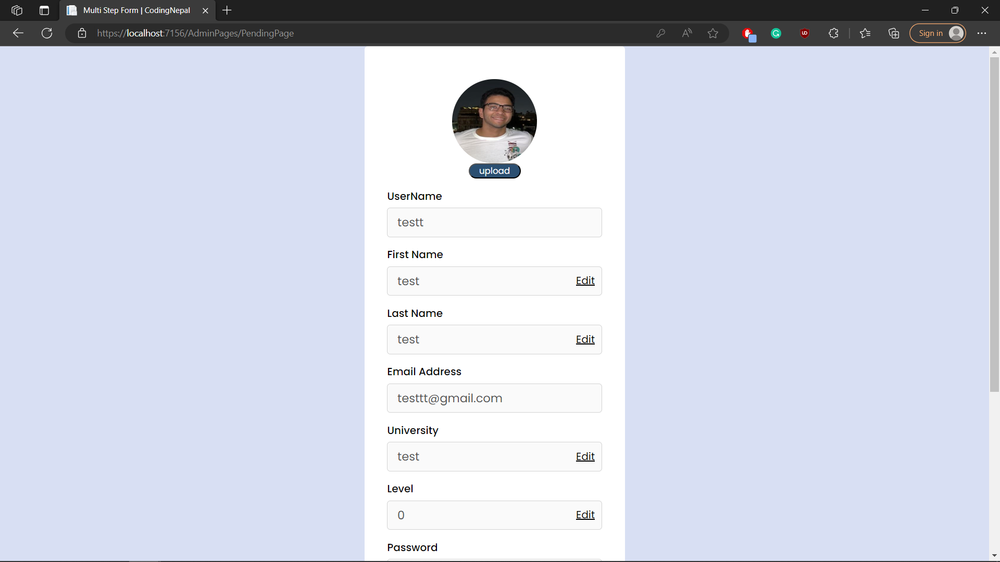 Multi Step Form | CodingNepal
https://localhost:7156/AdminPages/PendingPage
Sign in
upload
UserName
testt
First Name
test Edit
Last Name
test Edit
Email Address
testtt@gmail.com
University
test Edit
Level
0 Edit
Password